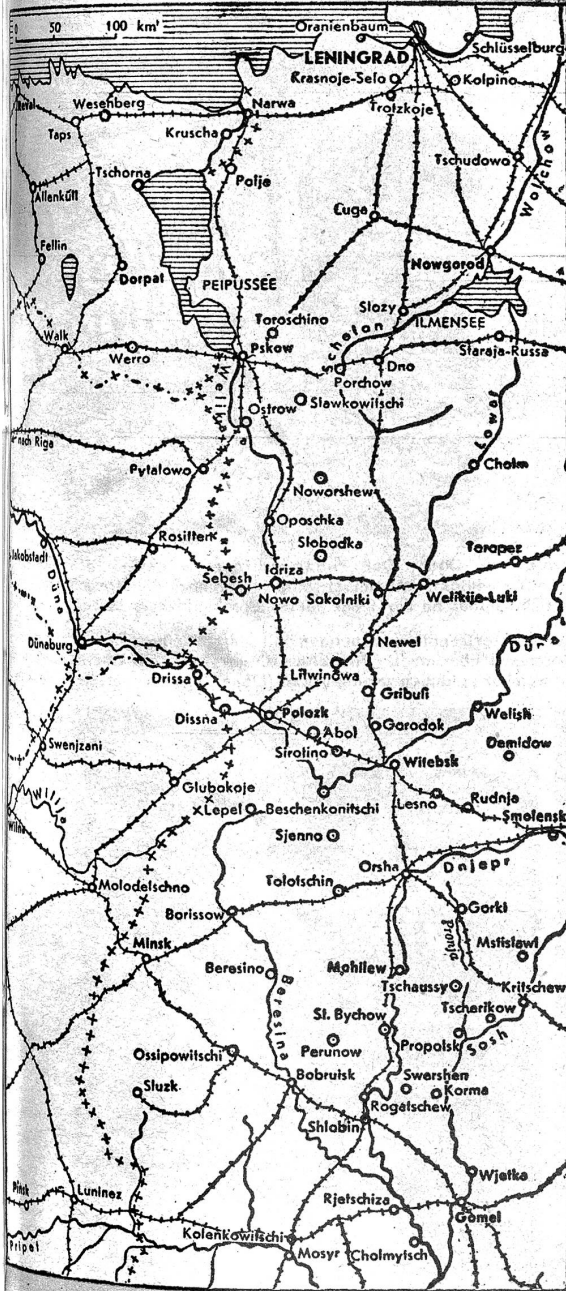 0 50 100 km
Oranienbaum
Schlüsselburg
LENINGRAD
Krasnoje-Selo
Kolpino
Reval
Wesenberg
Narwa
Trotzkoje
Taps
Kruscha
Tschudowo
Wolchow
Tschorna
Polje
Allenküll
Luga
Fellin
Nowgorod
Dorpat
PEIPUSSEE
Slozy
Toroschino
Schelon
ILMENSEE
Walk
Werro
Pskow
Staraja-Russa
Dno
Porchow
Welikaja
Slawkowitschi
Ostrow
Lowat
nach Riga
Pytalowo
Cholm
Noworshew
Oposchka
Rositten
Slobodka
Toropez
Jakobstadt
Düna
Sebesh
Idriza
Nowo Sokolniki
Welikije-Luki
Newel
Dünaburg
Düna
Litwinowa
Drissa
Gribuli
Dissna
Polozk
Welish
Abol
Gorodok
Swenjzani
Sirotino
Demidow
Witebsk
Glubokoje
Wilija
Lesno
Rudnja
Lepel
Beschenkowitschi
Wilna
Smolensk
Sjenno
Orsha
Dnjepr
Molodetschno
Tolotschin
Borissow
Gorki
Pronja
Minsk
Mstislawl
Beresino
Beresina
Mohilew
Tschaussy
Kritschew
Tscherikow
St. Bychow
Sosh
Ossipowitschi
Perunow
Propoisk
Bobruisk
Swershen
Sluzk
Korma
Rogatschew
Shlobin
Wjetka
Pinsk
Luninez
Rjetschiza
Gomel
Kolenkowitschi
Pripet
Mosyr
Cholmytsch